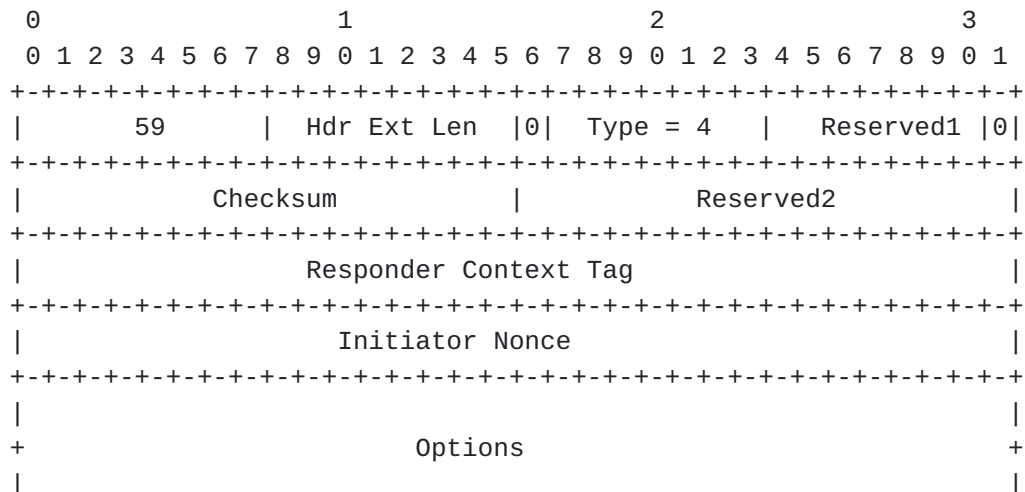 0                   1                   2                   3
 0 1 2 3 4 5 6 7 8 9 0 1 2 3 4 5 6 7 8 9 0 1 2 3 4 5 6 7 8 9 0 1
+-+-+-+-+-+-+-+-+-+-+-+-+-+-+-+-+-+-+-+-+-+-+-+-+-+-+-+-+-+-+-+-+
|       59      |  Hdr Ext Len  |0|  Type = 4   |   Reserved1 |0|
+-+-+-+-+-+-+-+-+-+-+-+-+-+-+-+-+-+-+-+-+-+-+-+-+-+-+-+-+-+-+-+-+
|            Checksum           |           Reserved2           |
+-+-+-+-+-+-+-+-+-+-+-+-+-+-+-+-+-+-+-+-+-+-+-+-+-+-+-+-+-+-+-+-+
|                  Responder Context Tag                        |
+-+-+-+-+-+-+-+-+-+-+-+-+-+-+-+-+-+-+-+-+-+-+-+-+-+-+-+-+-+-+-+-+
|                    Initiator Nonce                            |
+-+-+-+-+-+-+-+-+-+-+-+-+-+-+-+-+-+-+-+-+-+-+-+-+-+-+-+-+-+-+-+-+
|                                                               |
+                         Options                               +
|                                                               |